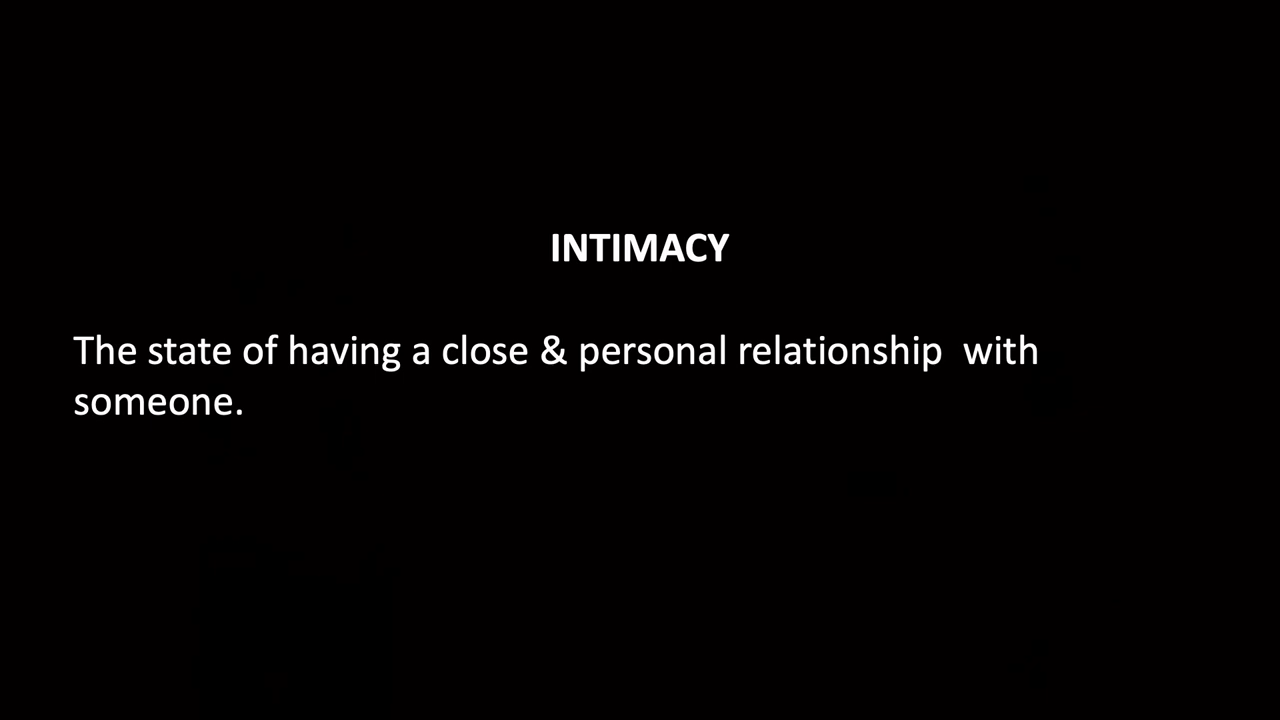 INTIMACY
The state of having a close & personal relationship  with
someone.